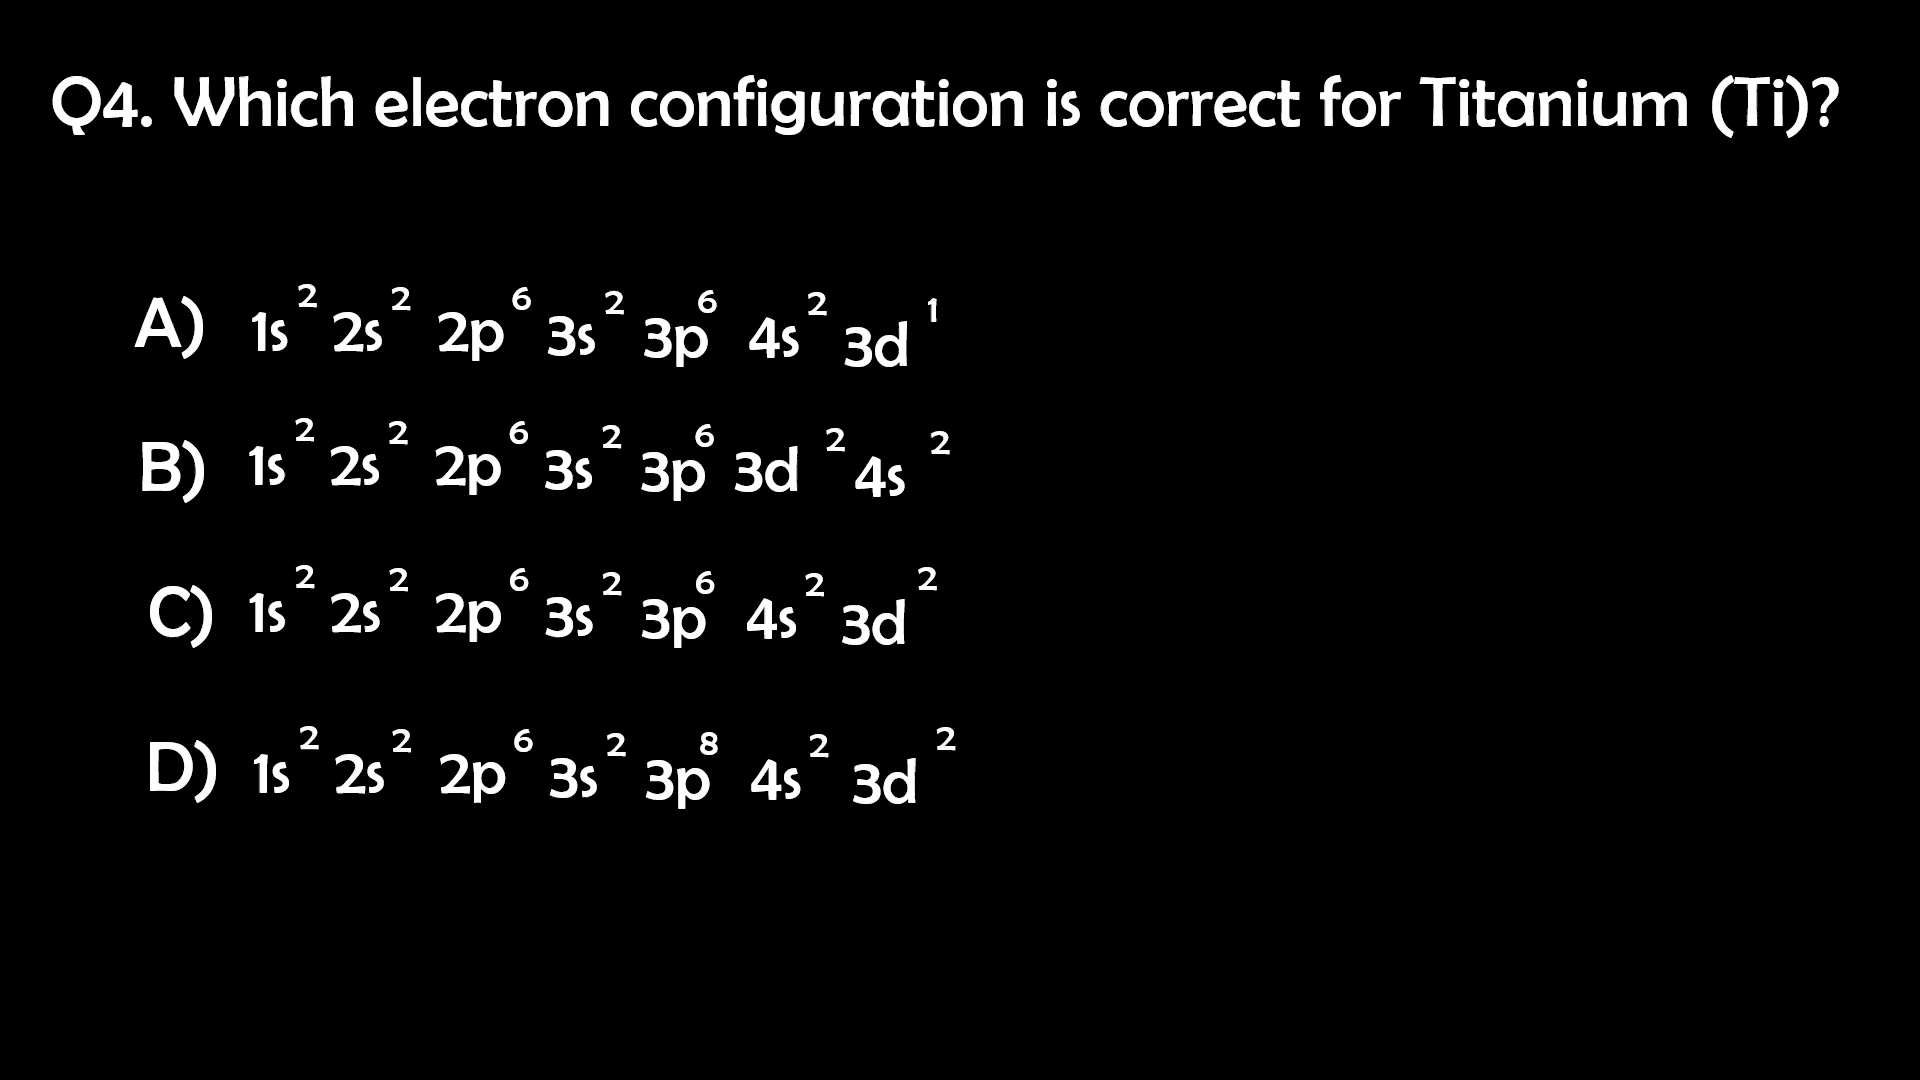 Q4. Which electron configuration is correct for Titanium (Ti)?
A) 1s² 2s² 2p⁶ 3s² 3p⁶ 4s² 3d¹
B) 1s² 2s² 2p⁶ 3s² 3p⁶ 3d² 4s²
C) 1s² 2s² 2p⁶ 3s² 3p⁶ 4s² 3d²
D) 1s² 2s² 2p⁶ 3s² 3p⁸ 4s² 3d²